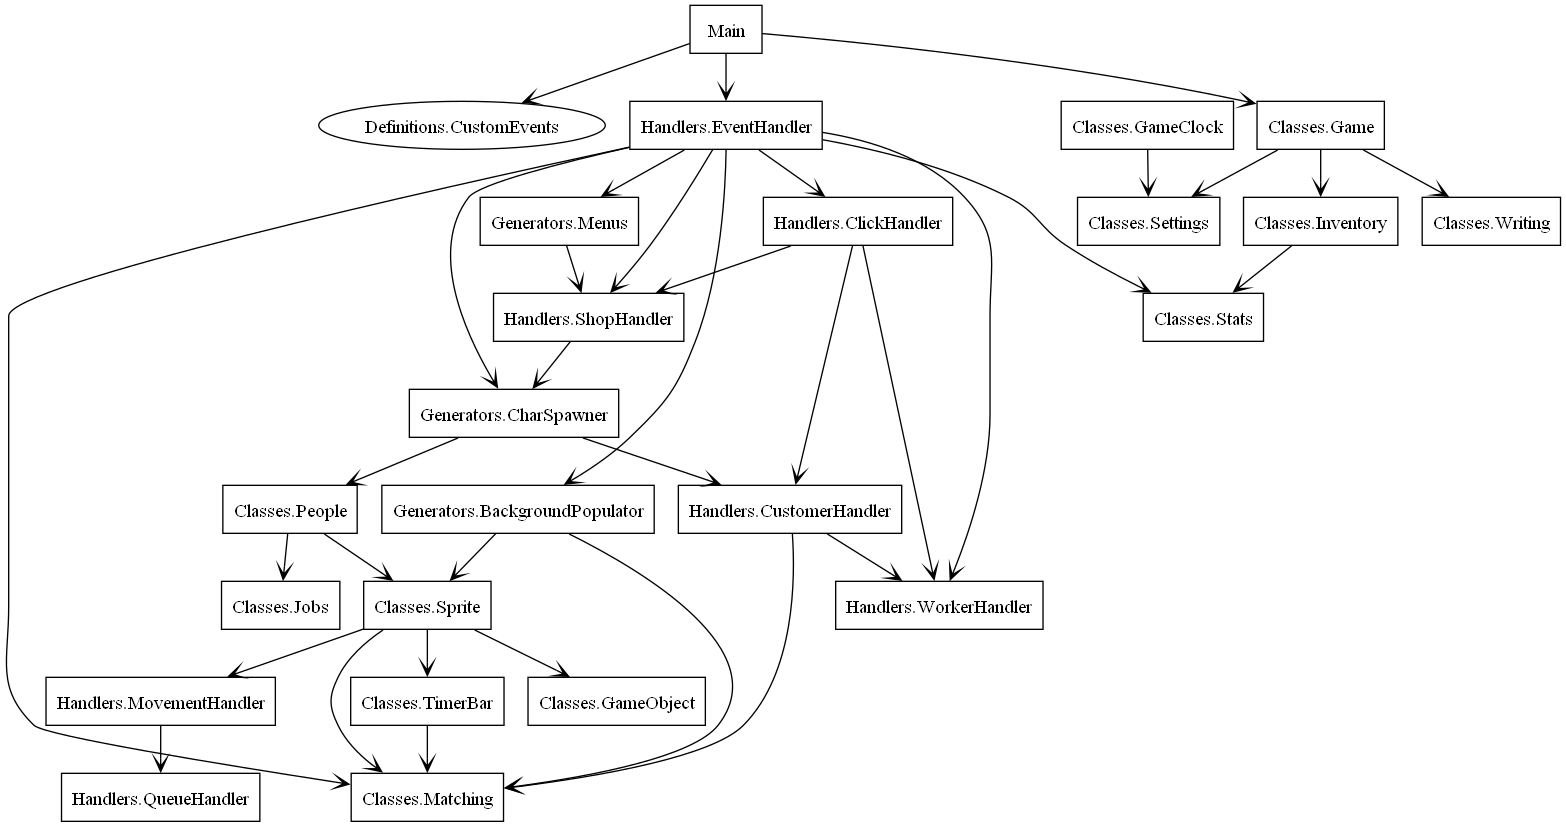 Main
Definitions.CustomEvents
Handlers.EventHandler
Classes.GameClock
Classes.Game
Generators.Menus
Handlers.ClickHandler
Classes.Settings
Classes.Inventory
Classes.Writing
Handlers.ShopHandler
Classes.Stats
Generators.CharSpawner
Classes.People
Generators.BackgroundPopulator
Handlers.CustomerHandler
Classes.Jobs
Classes.Sprite
Handlers.WorkerHandler
Handlers.MovementHandler
Classes.TimerBar
Classes.GameObject
Handlers.QueueHandler
Classes.Matching